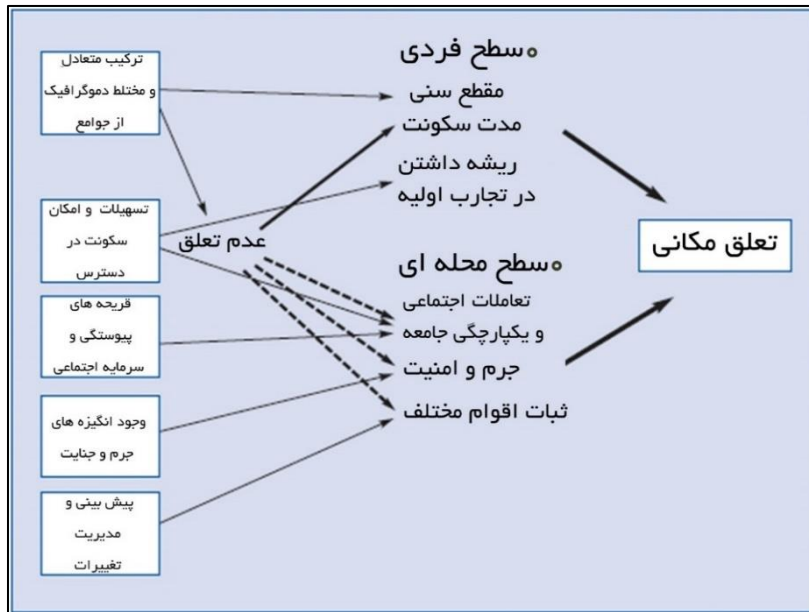 ترکیب متعادل
و مختلط دموگرافیک
از جوامع
تسهیلات و امکان
سکونت در
دسترس
قریحه های
پیوستگی و
سرمایه اجتماعی
وجود انگیزه های
جرم و جنایت
پیش بینی و
مدیریت
تغییرات
عدم تعلق
سطح فردی
مقطع سنی
مدت سکونت
ریشه داشتن
در تجارب اولیه
سطح محله ای
تعاملات اجتماعی
و یکپارچگی جامعه
جرم و امنیت
ثبات اقوام مختلف
تعلق مکانی